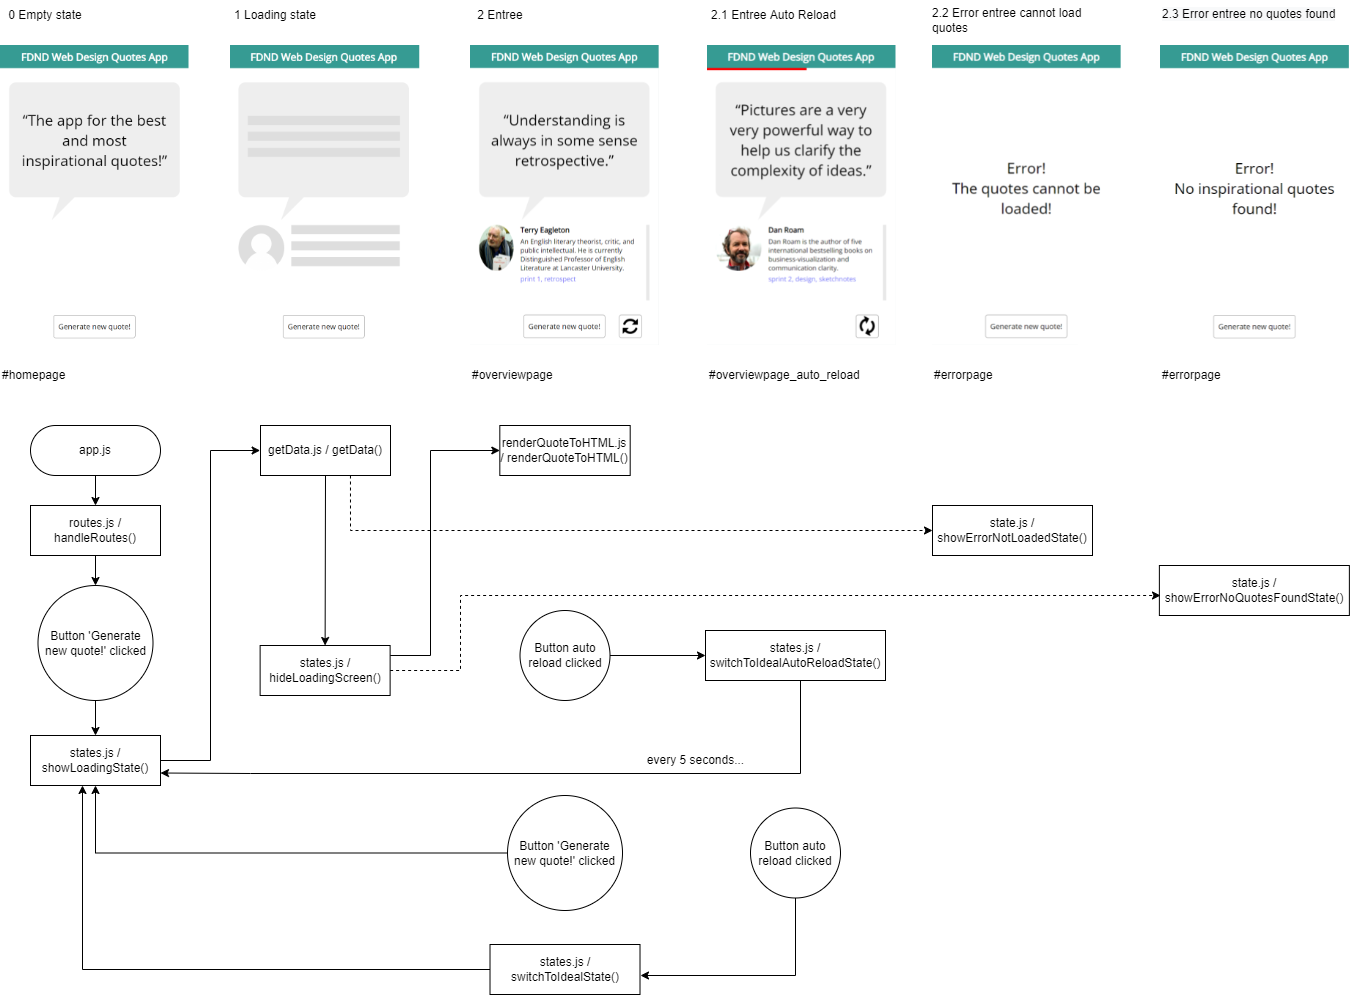 0 Empty state
1 Loading state
2 Entree
2.1 Entree Auto Reload
2.2 Error entree cannot load
quotes
2.3 Error entree no quotes found
FDND Web Design Quotes App
FDND Web Design Quotes App
FDND Web Design Quotes App
FDND Web Design Quotes App
FDND Web Design Quotes App
FDND Web Design Quotes App
“The app for the best
and most
inspirational quotes!”
“Understanding is
always in some sense
retrospective.”
“Pictures are a very
very powerful way to
help us clarify the
complexity of ideas.”
Error!
The quotes cannot be
loaded!
Error!
No inspirational quotes
found!
Terry Eagleton
An English literary theorist, critic, and
public intellectual. He is currently
Distinguished Professor of English
Literature at Lancaster University.
print 1, retrospect
Dan Roam
Dan Roam is the author of five
international bestselling books on
business-visualization and
communication clarity.
sprint 2, design, sketchnotes
Generate new quote!
Generate new quote!
Generate new quote!
Generate new quote!
Generate new quote!
#homepage
#overviewpage
#overviewpage_auto_reload
#errorpage
#errorpage
app.js
getData.js / getData()
renderQuoteToHTML.js
/ renderQuoteToHTML()
routes.js /
handleRoutes()
state.js /
showErrorNotLoadedState()
state.js /
showErrorNoQuotesFoundState()
Button 'Generate
new quote!' clicked
states.js /
hideLoadingScreen()
Button auto
reload clicked
states.js /
switchToIdealAutoReloadState()
states.js /
showLoadingState()
every 5 seconds...
Button 'Generate
new quote!' clicked
Button auto
reload clicked
states.js /
switchToIdealState()